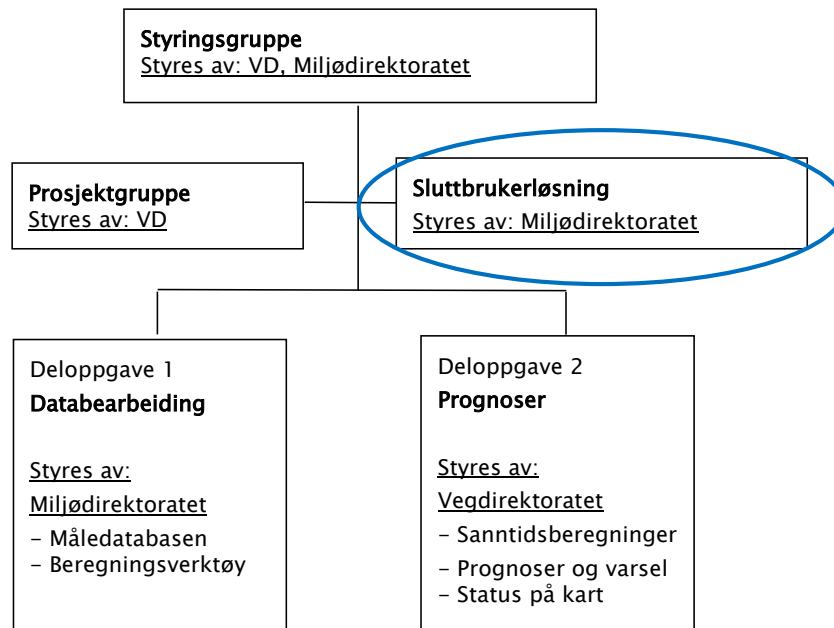 Styringsgruppe
Styres av: VD, Miljødirektoratet
Prosjektgruppe
Styres av: VD
Sluttbrukerløsning
Styres av: Miljødirektoratet
Deloppgave 1
Databearbeiding
Styres av:
Miljødirektoratet
– Måledatabasen
– Beregningsverktøy
Deloppgave 2
Prognoser
Styres av:
Vegdirektoratet
– Sanntidsberegninger
– Prognoser og varsel
– Status på kart